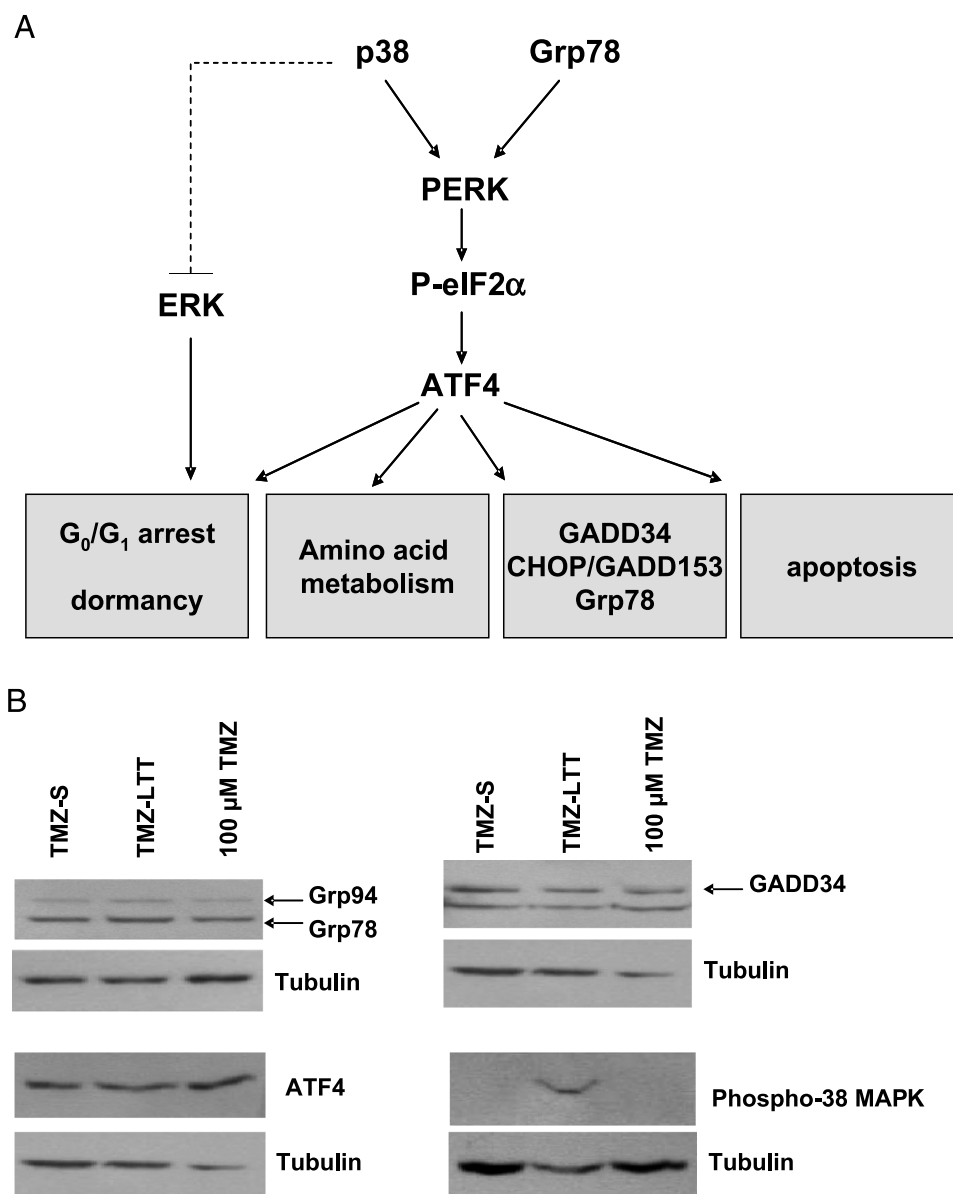 A
p38
Grp78
PERK
P-eIF2α
ERK
ATF4
G0/G1 arrest
dormancy
Amino acid
metabolism
GADD34
CHOP/GADD153
Grp78
apoptosis
B
TMZ-S
TMZ-LTT
100 µM TMZ
Grp94
Grp78
Tubulin
ATF4
Tubulin
TMZ-S
TMZ-LTT
100 µM TMZ
GADD34
Tubulin
Phospho-38 MAPK
Tubulin